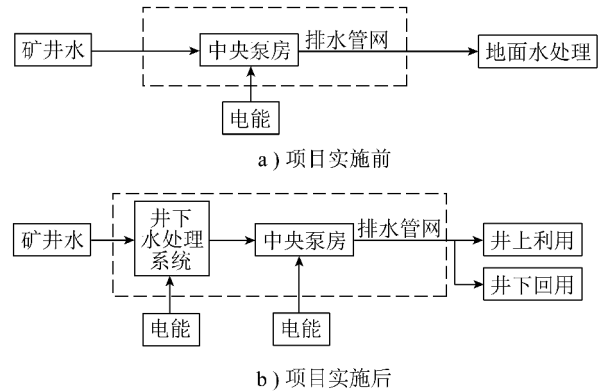 矿井水
中央泵房
排水管网
地面水处理
电能
a ) 项目实施前
矿井水
井下
水处理
系统
中央泵房
排水管网
井上利用
井下回用
电能
电能
b ) 项目实施后